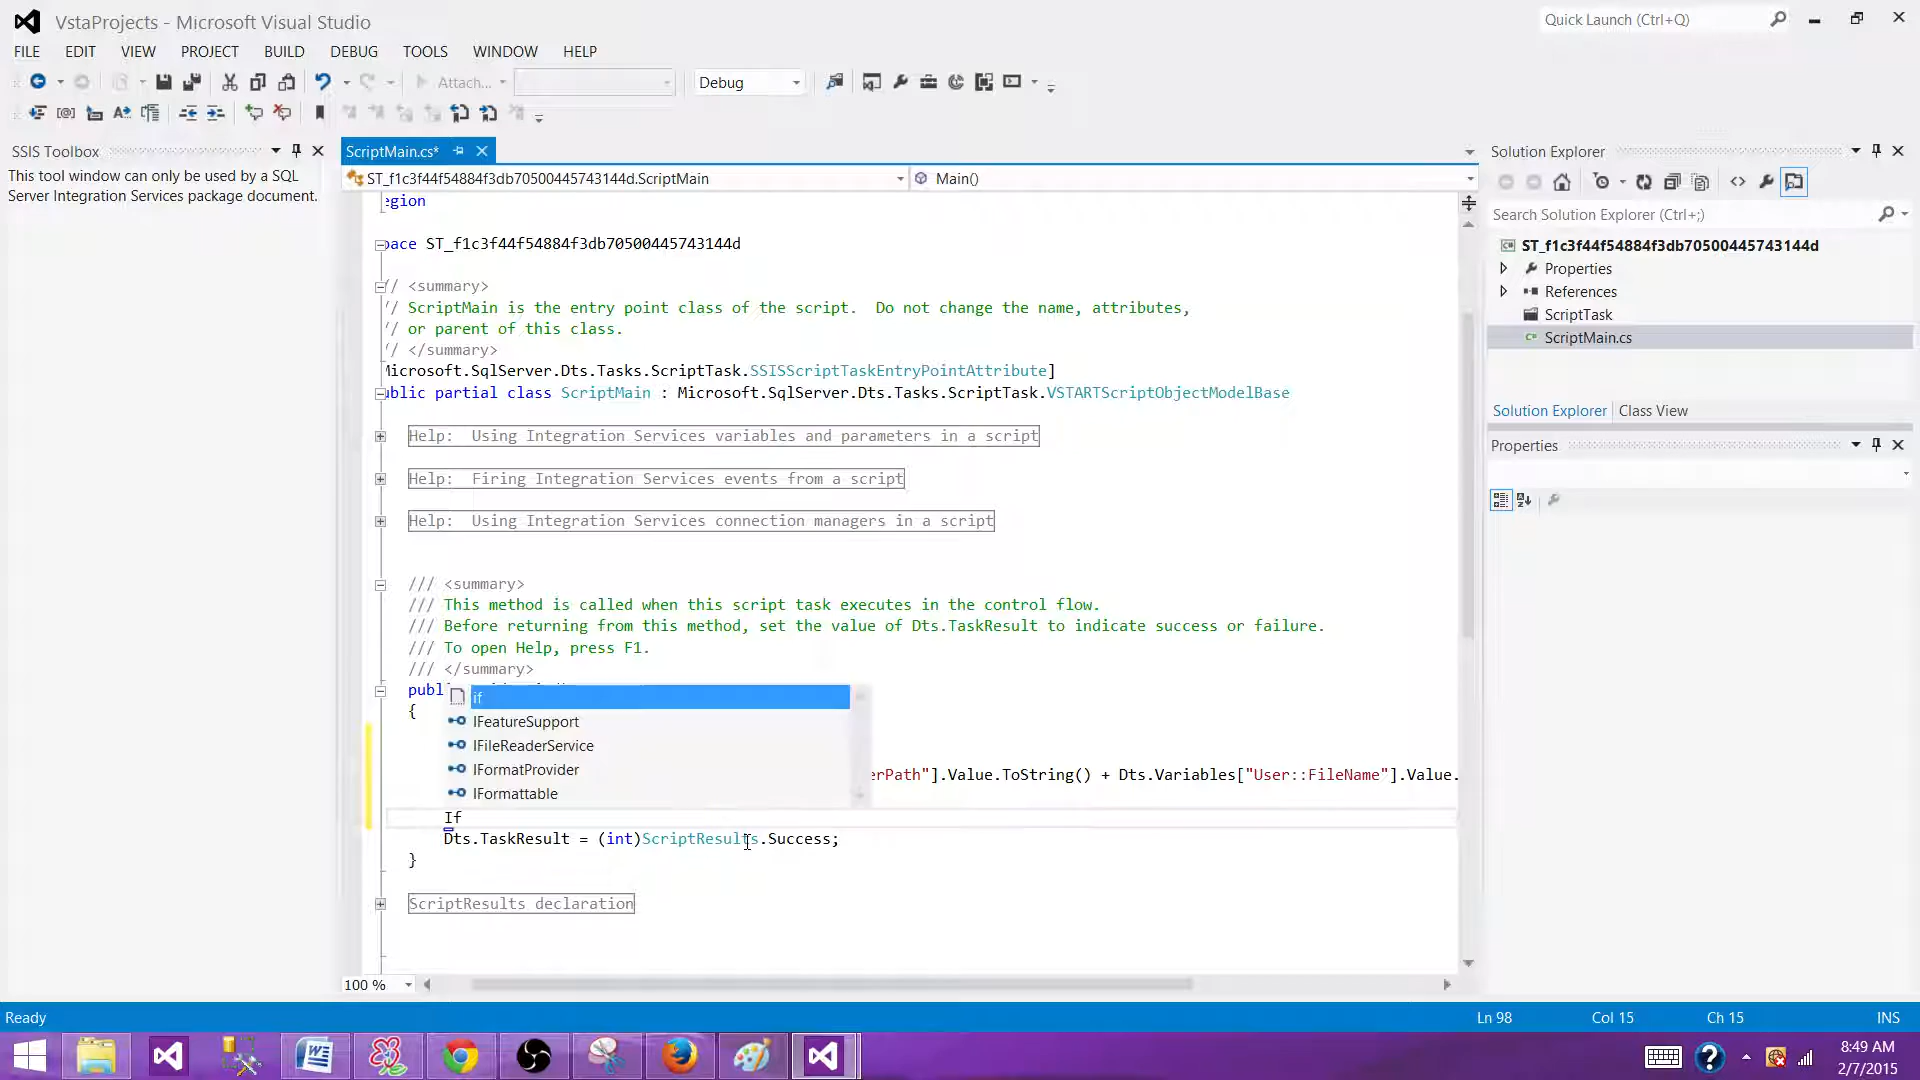 VstaProjects - Microsoft Visual Studio
Quick Launch (Ctrl+Q)
FILE EDIT VIEW PROJECT BUILD DEBUG TOOLS WINDOW HELP
Attach...
Debug
SSIS Toolbox
This tool window can only be used by a SQL
Server Integration Services package document.
ScriptMain.cs*
ST_f1c3f44f54884f3db70500445743144d.ScriptMain
Main()
egion
pace ST_f1c3f44f54884f3db70500445743144d
// <summary>
// ScriptMain is the entry point class of the script.  Do not change the name, attributes,
// or parent of this class.
// </summary>
Microsoft.SqlServer.Dts.Tasks.ScriptTask.SSISScriptTaskEntryPointAttribute]
ublic partial class ScriptMain : Microsoft.SqlServer.Dts.Tasks.ScriptTask.VSTARTScriptObjectModelBase
Help:  Using Integration Services variables and parameters in a script
Help:  Firing Integration Services events from a script
Help:  Using Integration Services connection managers in a script
/// <summary>
/// This method is called when this script task executes in the control flow.
/// Before returning from this method, set the value of Dts.TaskResult to indicate success or failure.
/// To open Help, press F1.
/// </summary>
publ
{
if
IFeatureSupport
IFileReaderService
IFormatProvider
IFormattable
erPath"].Value.ToString() + Dts.Variables["User::FileName"].Value.
If
Dts.TaskResult = (int)ScriptResults.Success;
}
ScriptResults declaration
100 %
Solution Explorer
Search Solution Explorer (Ctrl+;)
ST_f1c3f44f54884f3db70500445743144d
Properties
References
ScriptTask
ScriptMain.cs
Solution Explorer Class View
Properties
Ready
Ln 98
Col 15
Ch 15
INS
8:49 AM
2/7/2015